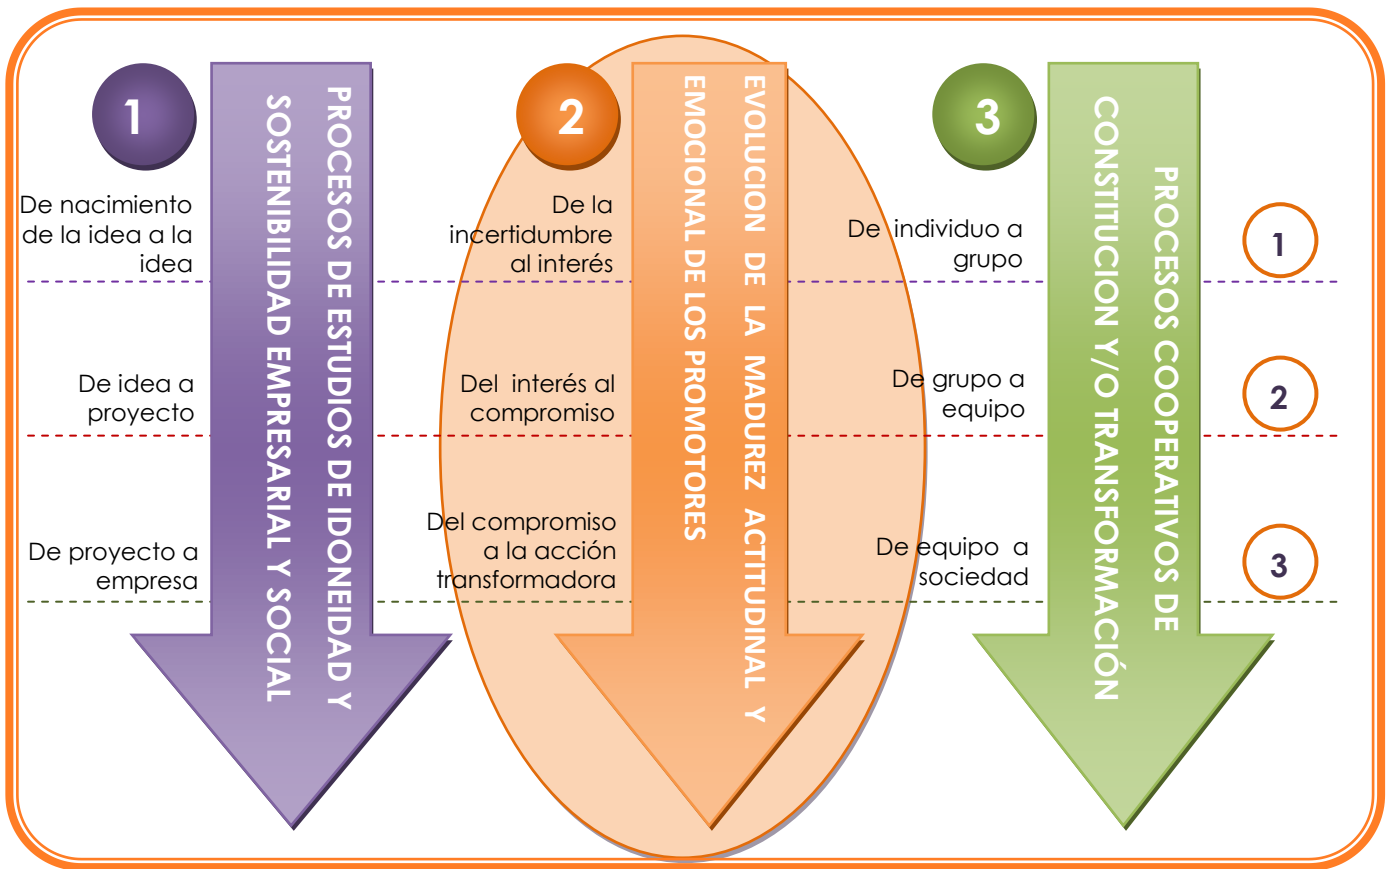 1
PROCESOS DE ESTUDIOS DE IDONEIDAD Y
SOSTENIBILIDAD EMPRESARIAL Y SOCIAL
De nacimiento
de la idea a la
idea
De idea a
proyecto
De proyecto a
empresa
2
EVOLUCION DE LA MADUREZ ACTITUDINAL Y
EMOCIONAL DE LOS PROMOTORES
De la
incertidumbre
al interés
Del interés al
compromiso
Del compromiso
a la acción
transformadora
3
PROCESOS COOPERATIVOS DE
CONSTITUCION Y/O TRANSFORMACIÓN
De individuo a
grupo
De grupo a
equipo
De equipo a
sociedad
1
2
3